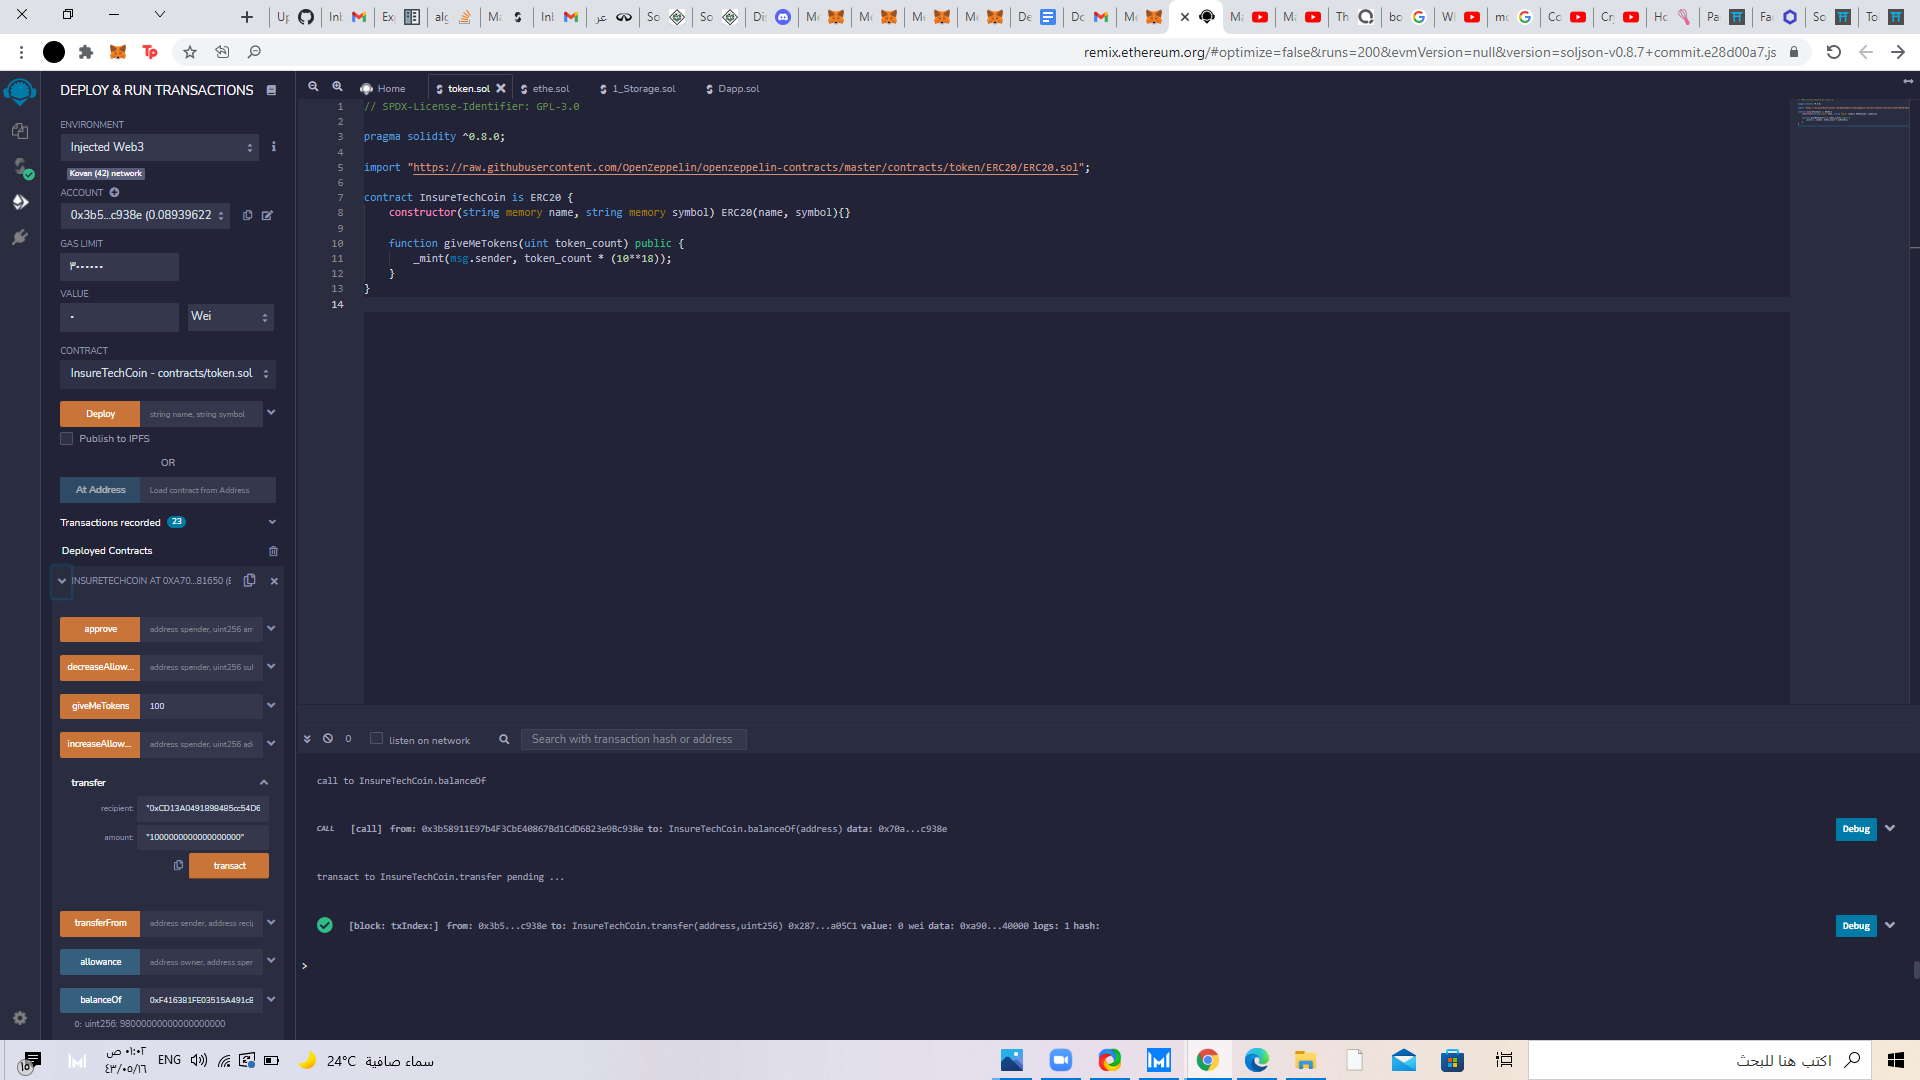 remix.ethereum.org/#optimize=false&runs=200&evmVersion=null&version=soljson-v0.8.7+commit.e28d00a7.js
DEPLOY & RUN TRANSACTIONS
ENVIRONMENT
Injected Web3
Kovan (42) network
ACCOUNT
0x3b5...c938e (0.08939622
GAS LIMIT
٣٠٠٠٠٠٠
VALUE
٠
Wei
CONTRACT
InsureTechCoin - contracts/token.sol
Deploy
string name, string symbol
Publish to IPFS
OR
At Address
Load contract from Address
Transactions recorded 23
Deployed Contracts
INSURETECHCOIN AT 0XA70...81650 (
approve
address spender, uint256 am
decreaseAllow...
address spender, uint256 sul
giveMeTokens
100
increaseAllow...
address spender, uint256 ad
transfer
recipient: "0xCD13A0491898485cc54D6
amount: "1000000000000000000"
transact
transferFrom
address sender, address reci
allowance
address owner, address spen
balanceOf
0xF416381FE03515A491c8
0: uint256: 98000000000000000000
Home
token.sol
ethe.sol
1_Storage.sol
Dapp.sol
1 // SPDX-License-Identifier: GPL-3.0
2
3 pragma solidity ^0.8.0;
4
5 import "https://raw.githubusercontent.com/OpenZeppelin/openzeppelin-contracts/master/contracts/token/ERC20/ERC20.sol";
6
7 contract InsureTechCoin is ERC20 {
8 constructor(string memory name, string memory symbol) ERC20(name, symbol){}
9
10 function giveMeTokens(uint token_count) public {
11 _mint(msg.sender, token_count * (10**18));
12 }
13 }
14
0
listen on network
Search with transaction hash or address
call to InsureTechCoin.balanceOf
CALL [call] from: 0x3b58911E97b4F3CbE40867Bd1CdD6B23e9Bc938e to: InsureTechCoin.balanceOf(address) data: 0x70a...c938e
Debug
transact to InsureTechCoin.transfer pending ...
[block: txIndex:] from: 0x3b5...c938e to: InsureTechCoin.transfer(address,uint256) 0x287...a05C1 value: 0 wei data: 0xa90...40000 logs: 1 hash:
Debug
>
٠١:٠٢ ص
٤٣/٠٥/١٦
ENG
24°C سماء صافية
اكتب هنا للبحث